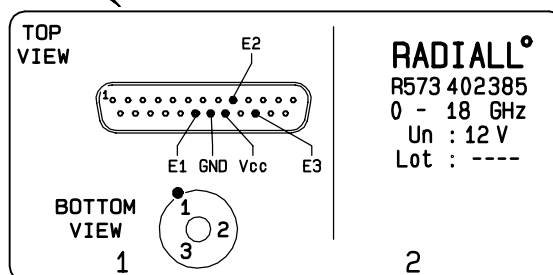 TOP
VIEW
E2
1
E1 GND Vcc E3
BOTTOM
VIEW
1
2
3
1
RADIALL°
R573 402385
0 - 18 GHz
Un : 12 V
Lot : ----
2